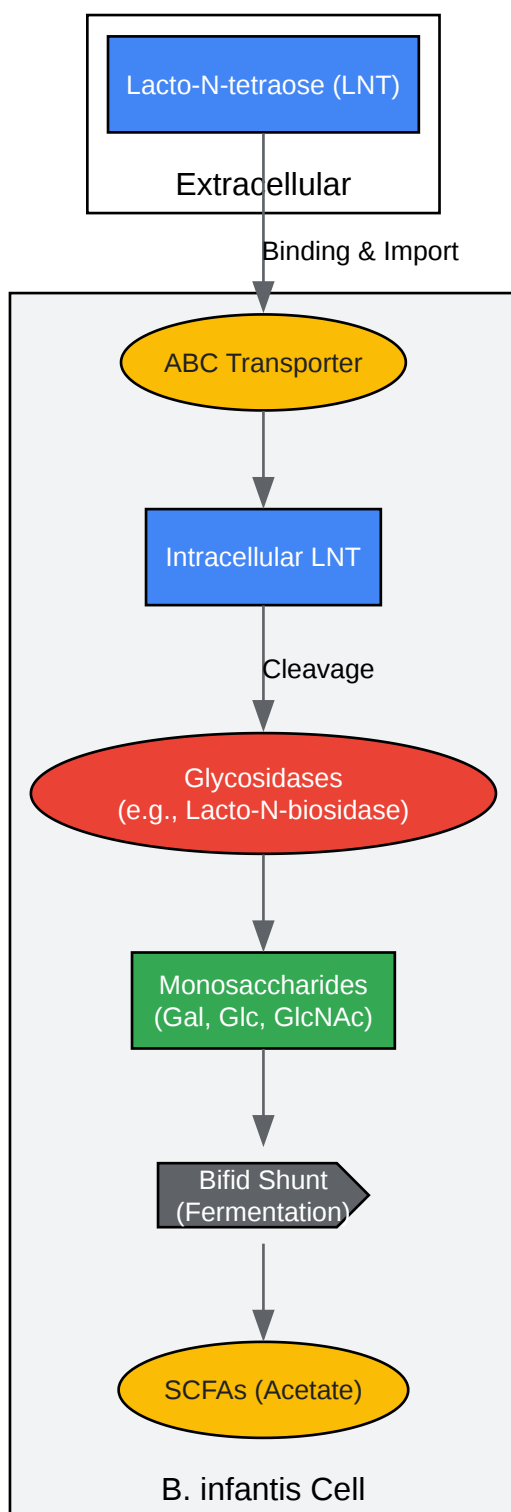 Lacto-N-tetraose (LNT)
Extracellular
Binding & Import
ABC Transporter
Intracellular LNT
Cleavage
Glycosidases
(e.g., Lacto-N-biosidase)
Monosaccharides
(Gal, Glc, GlcNAc)
Bifid Shunt
(Fermentation)
SCFAs (Acetate)
B. infantis Cell